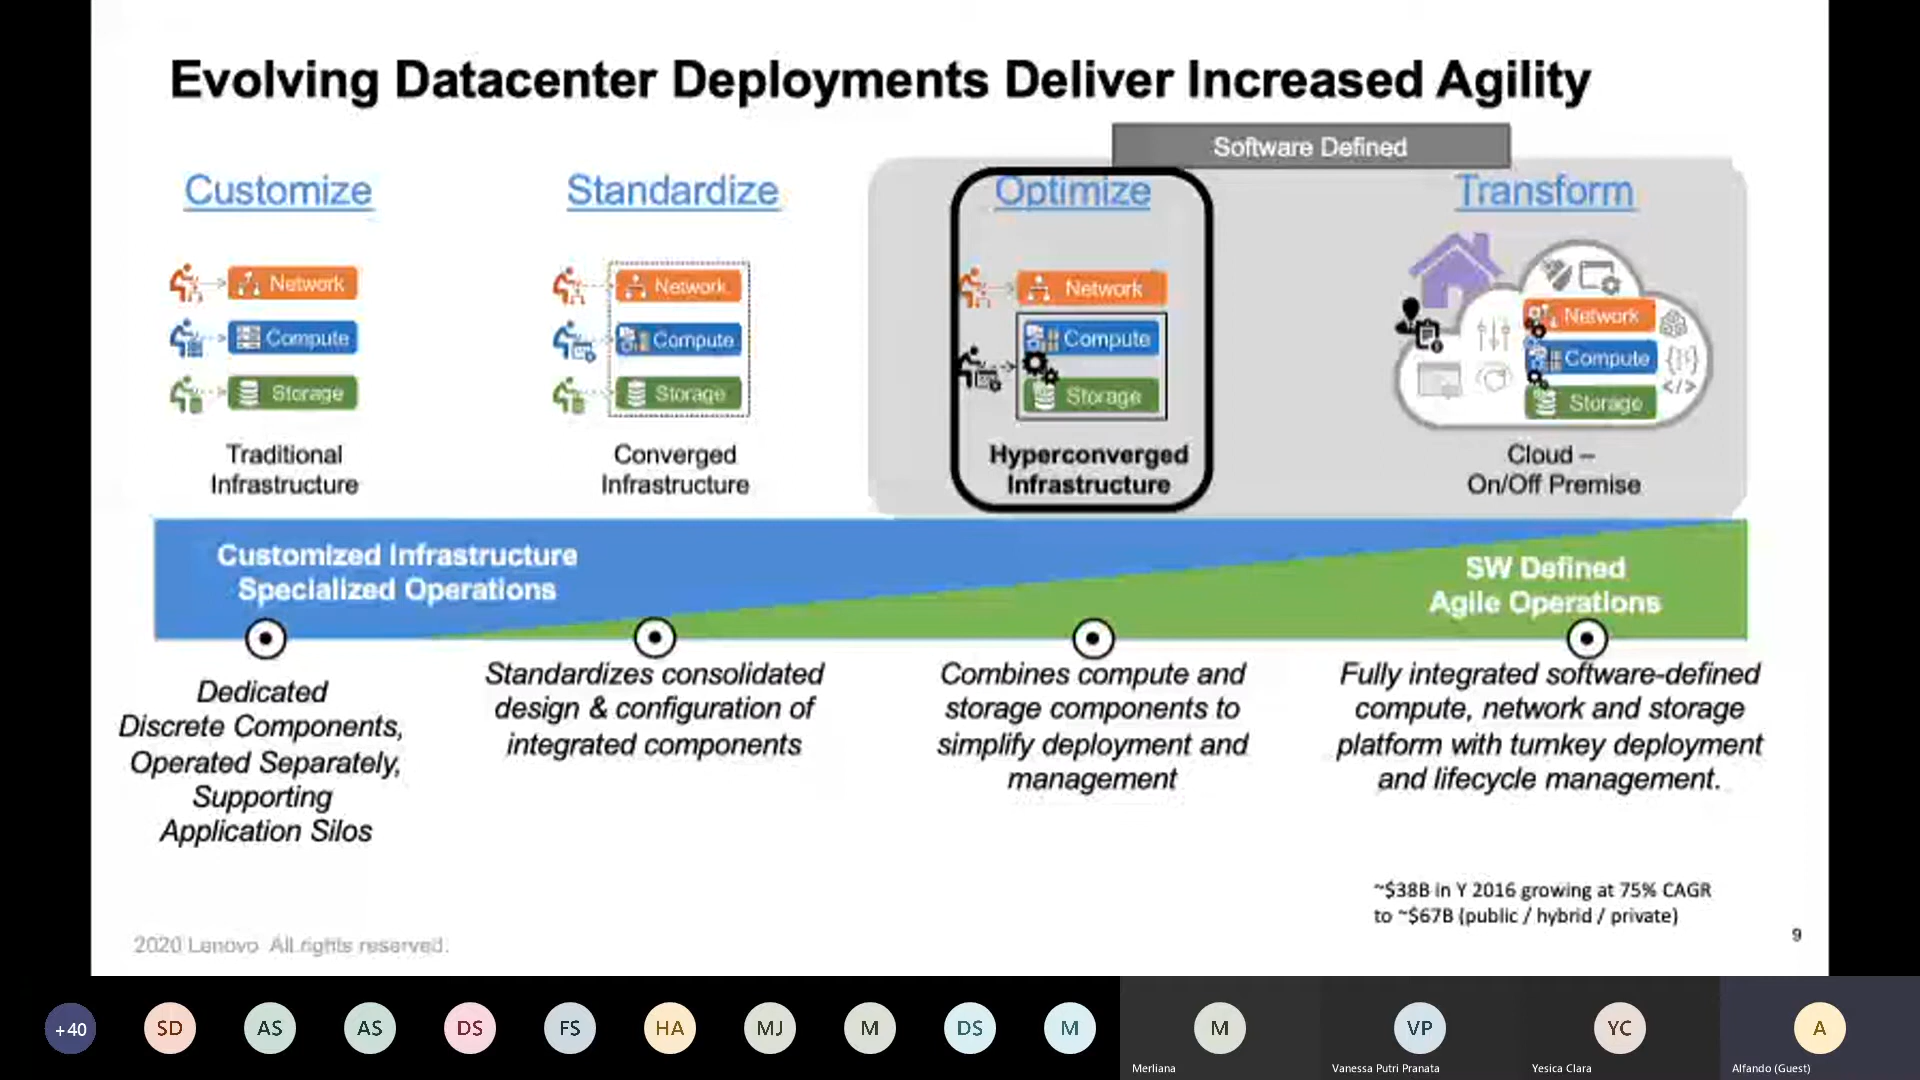 Evolving Datacenter Deployments Deliver Increased Agility
Software Defined
Customize
Network
Compute
Storage
Traditional
Infrastructure
Standardize
Network
Compute
Storage
Converged
Infrastructure
Optimize
Network
Compute
Storage
Hyperconverged
Infrastructure
Transform
Network
Compute
Storage
Cloud –
On/Off Premise
Customized Infrastructure
Specialized Operations
SW Defined
Agile Operations
Dedicated
Discrete Components,
Operated Separately,
Supporting
Application Silos
Standardizes consolidated
design & configuration of
integrated components
Combines compute and
storage components to
simplify deployment and
management
Fully integrated software-defined
compute, network and storage
platform with turnkey deployment
and lifecycle management.
~$38B in Y 2016 growing at 75% CAGR
to ~$67B (public / hybrid / private)
2020 Lenovo All rights reserved.
9
+40
SD
AS
AS
DS
FS
HA
MJ
M
DS
M
M
Merliana
VP
Vanessa Putri Pranata
YC
Yesica Clara
A
Alfando (Guest)